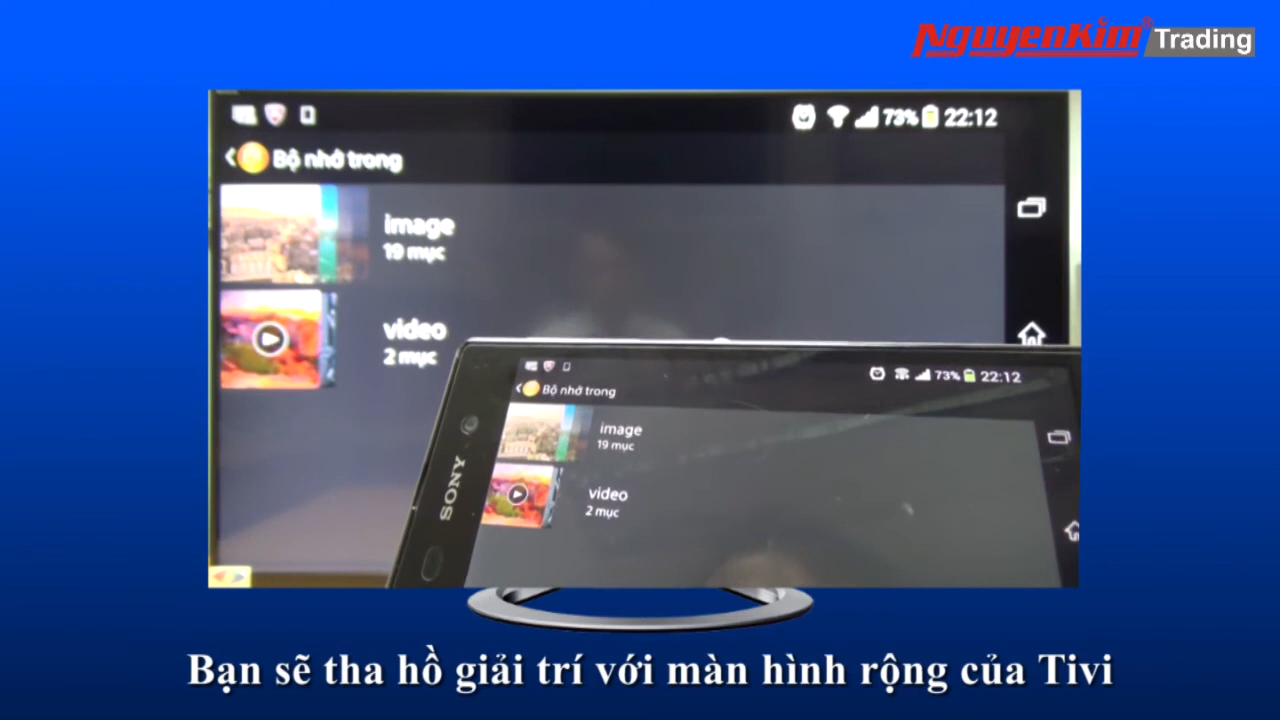 NguyenKim Trading
73% 22:12
Bộ nhớ trong
image
19 mục
video
2 mục
73% 22:12
Bộ nhớ trong
image
19 mục
video
2 mục
SONY
Bạn sẽ tha hồ giải trí với màn hình rộng của Tivi